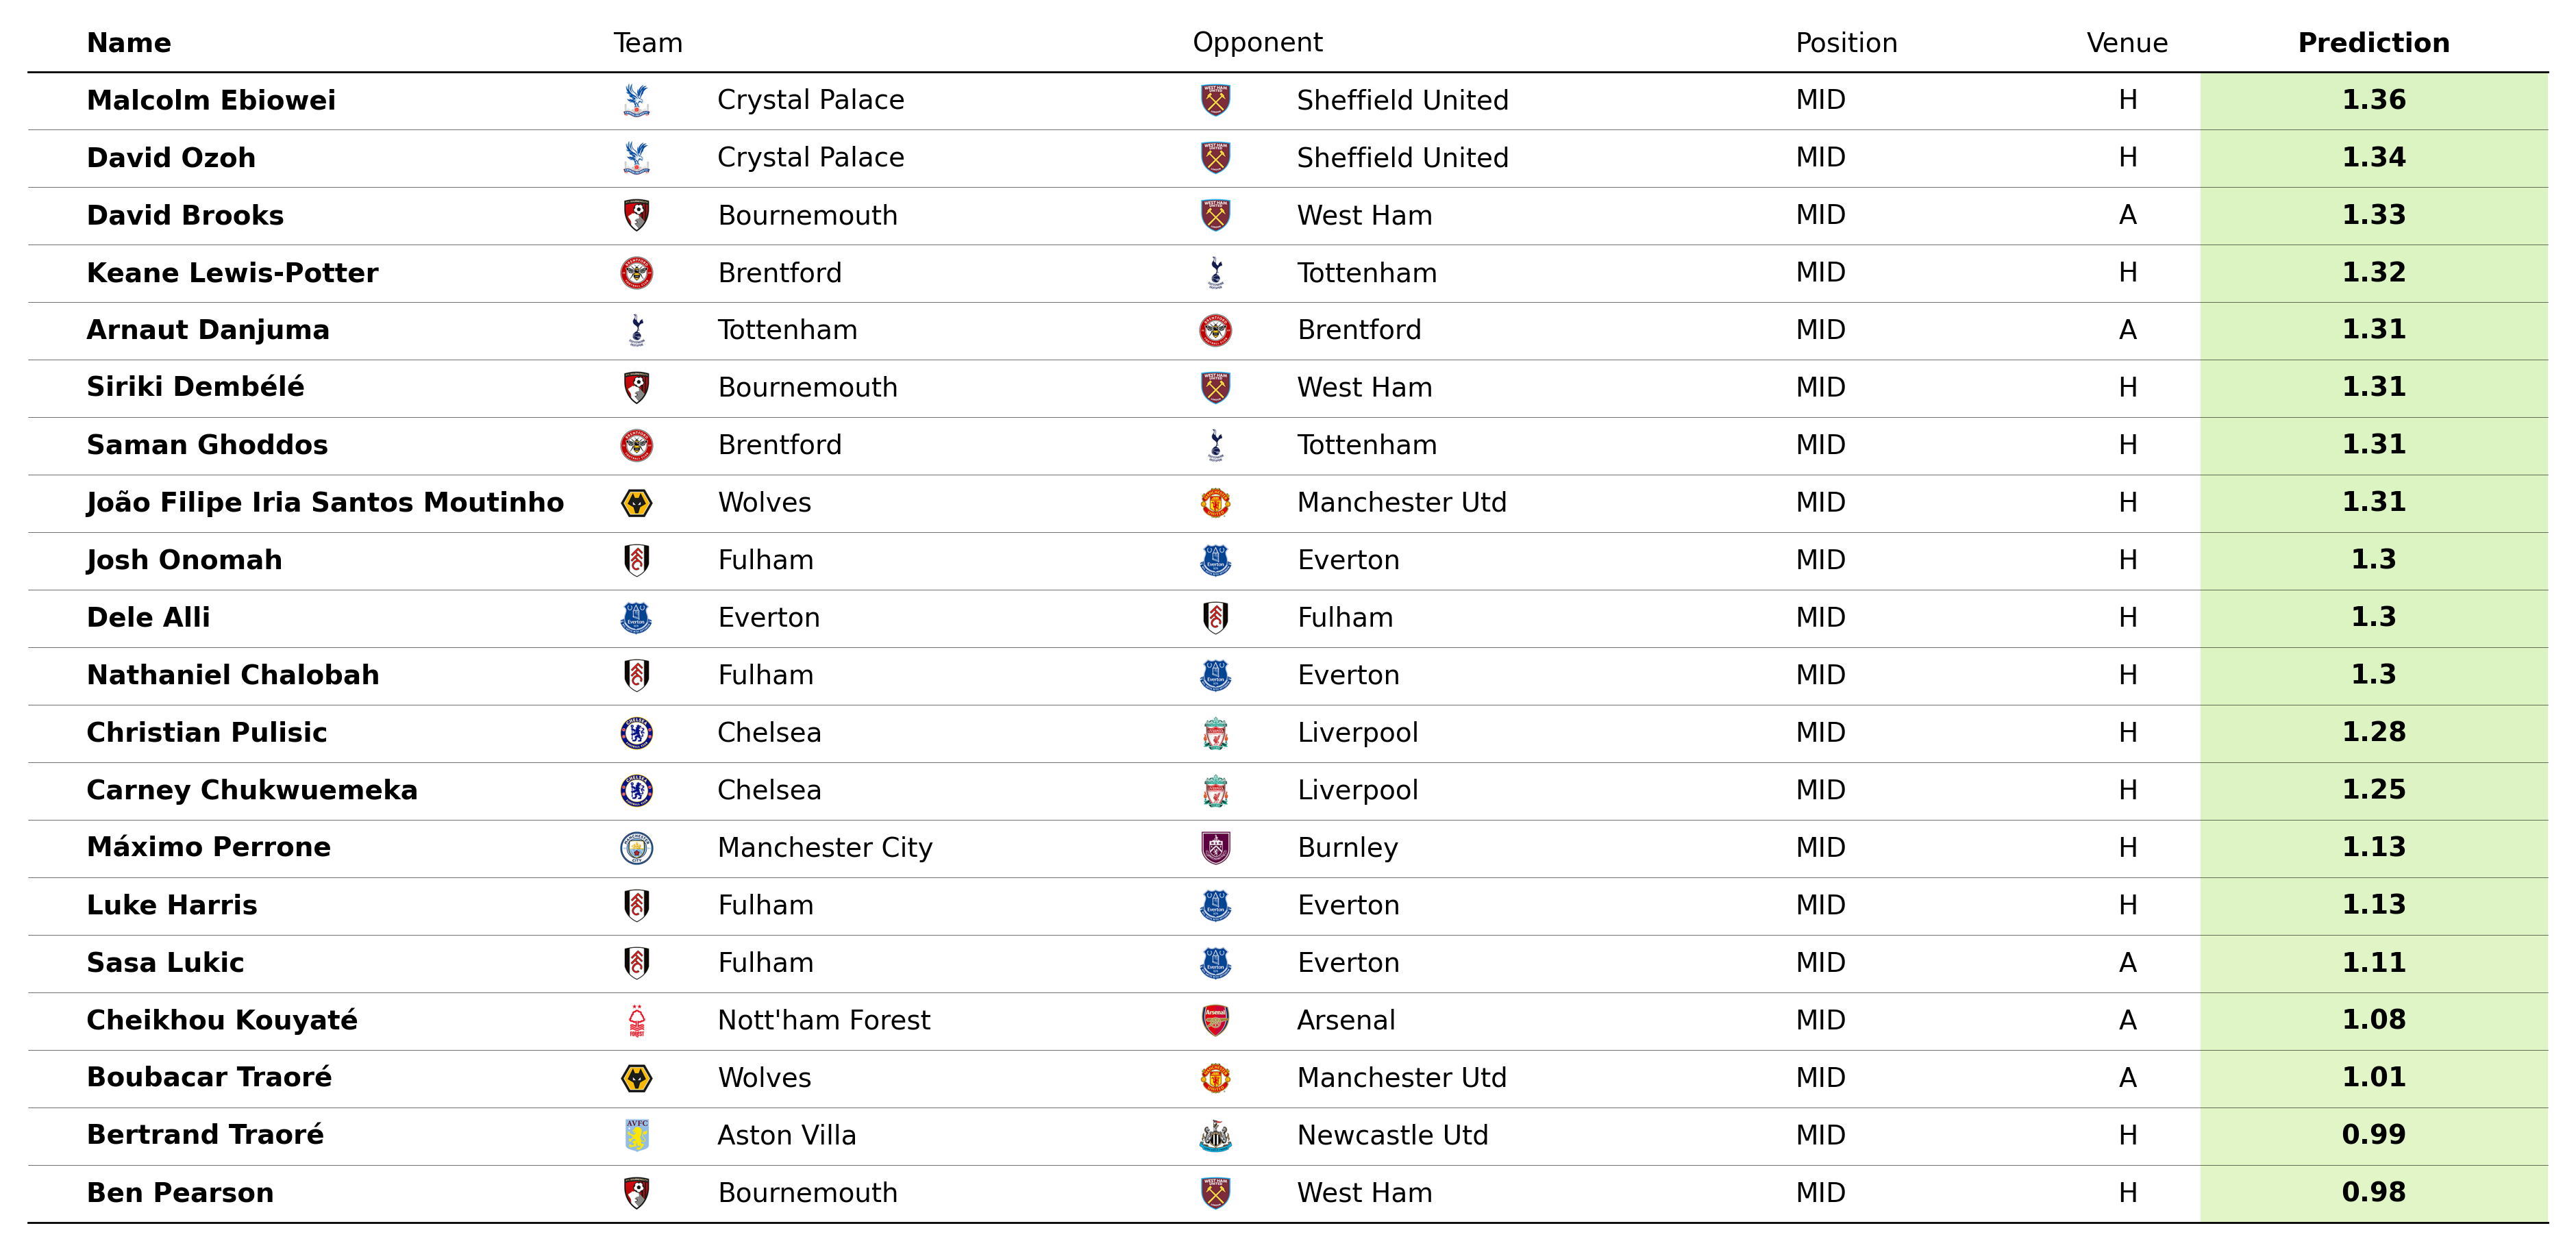 Name Team Opponent Position Venue Prediction
Malcolm Ebiowei Crystal Palace Sheffield United MID H 1.36
David Ozoh Crystal Palace Sheffield United MID H 1.34
David Brooks Bournemouth West Ham MID A 1.33
Keane Lewis-Potter Brentford Tottenham MID H 1.32
Arnaut Danjuma Tottenham Brentford MID A 1.31
Siriki Dembélé Bournemouth West Ham MID H 1.31
Saman Ghoddos Brentford Tottenham MID H 1.31
João Filipe Iria Santos Moutinho Wolves Manchester Utd MID H 1.31
Josh Onomah Fulham Everton MID H 1.3
Dele Alli Everton Fulham MID H 1.3
Nathaniel Chalobah Fulham Everton MID H 1.3
Christian Pulisic Chelsea Liverpool MID H 1.28
Carney Chukwuemeka Chelsea Liverpool MID H 1.25
Máximo Perrone Manchester City Burnley MID H 1.13
Luke Harris Fulham Everton MID H 1.13
Sasa Lukic Fulham Everton MID A 1.11
Cheikhou Kouyaté Nott'ham Forest Arsenal MID A 1.08
Boubacar Traoré Wolves Manchester Utd MID A 1.01
Bertrand Traoré Aston Villa Newcastle Utd MID H 0.99
Ben Pearson Bournemouth West Ham MID H 0.98